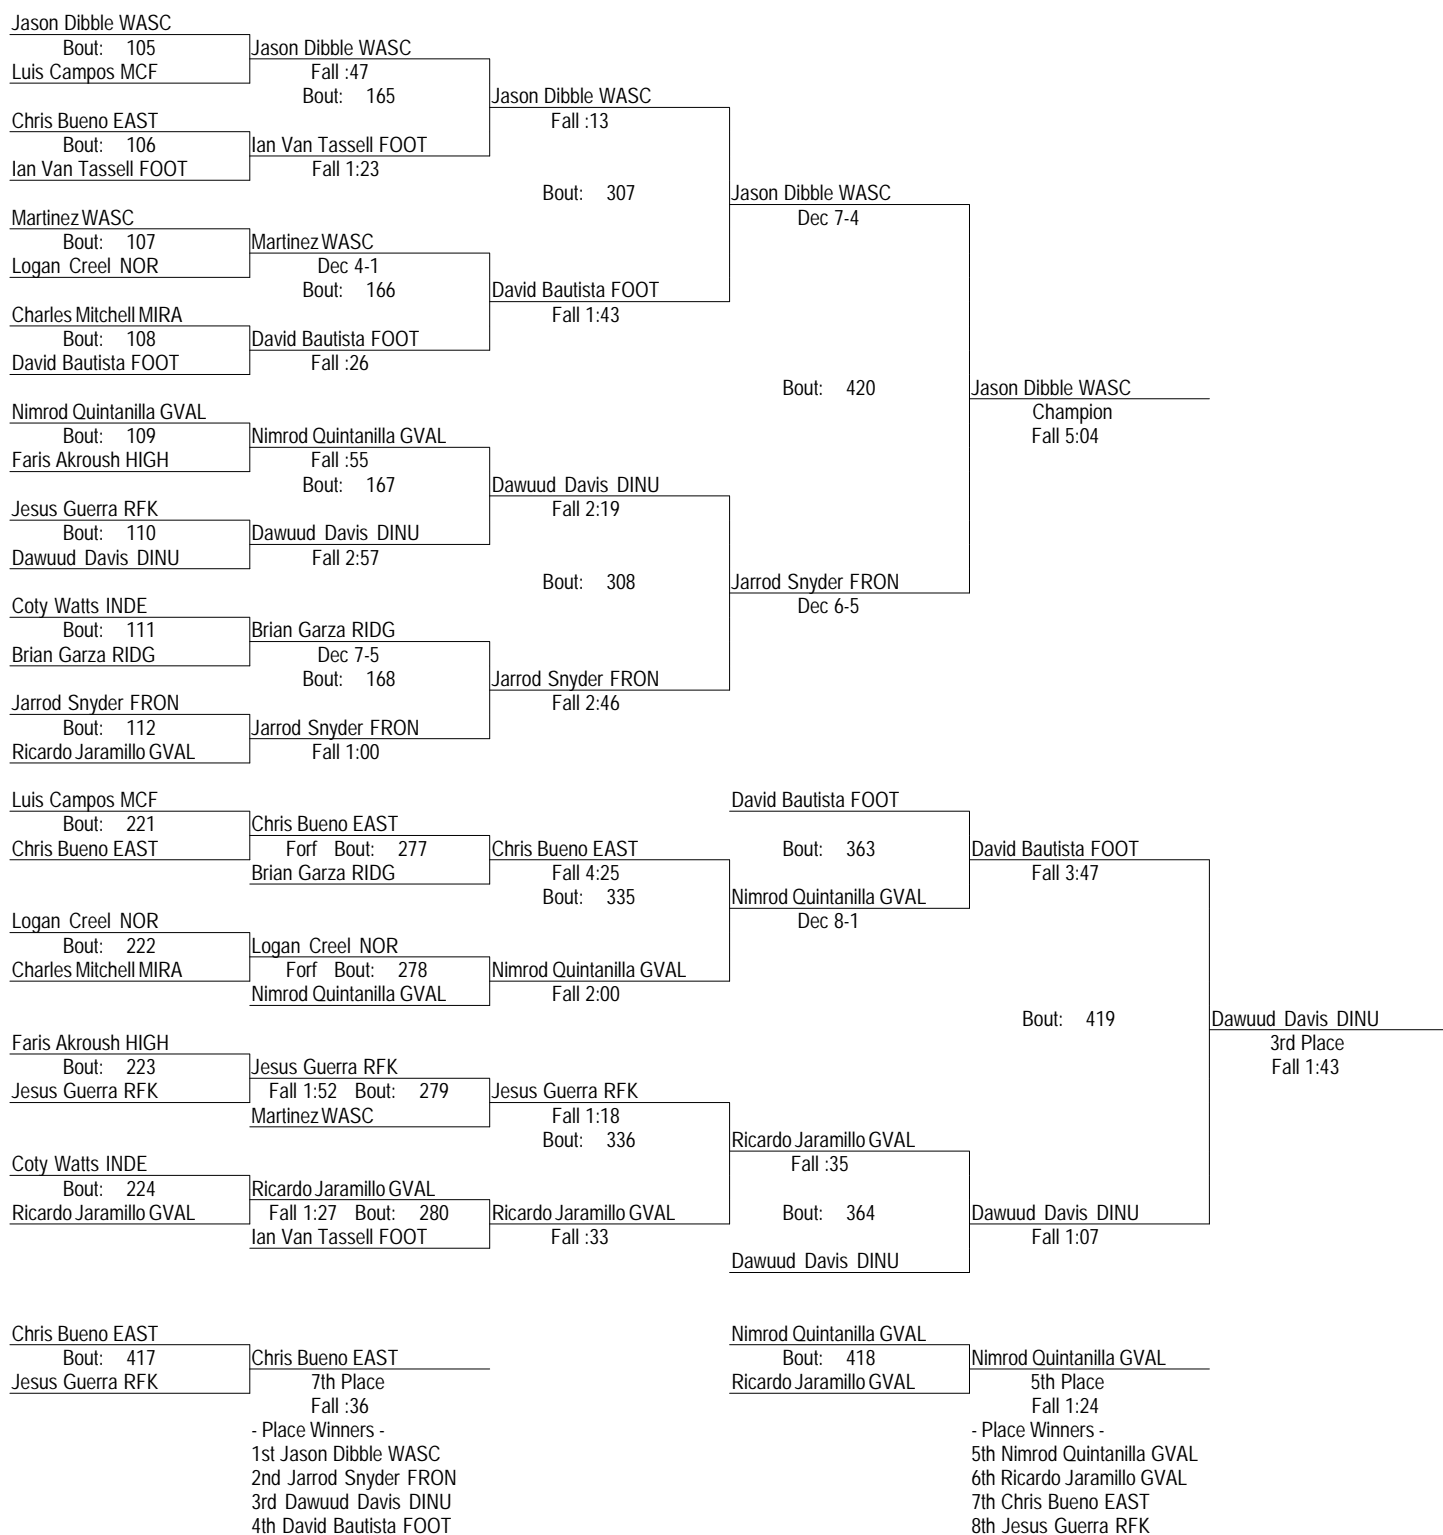 Jason Dibble WASC
Bout: 105 Jason Dibble WASC
Luis Campos MCF Fall :47
Bout: 165 Jason Dibble WASC
Chris Bueno EAST Fall :13
Bout: 106 Ian Van Tassell FOOT
Ian Van Tassell FOOT Fall 1:23
Bout: 307 Jason Dibble WASC
Martinez WASC Dec 7-4
Bout: 107 Martinez WASC
Logan Creel NOR Dec 4-1
Bout: 166 David Bautista FOOT
Charles Mitchell MIRA Fall 1:43
Bout: 108 David Bautista FOOT
David Bautista FOOT Fall :26
Bout: 420 Jason Dibble WASC
Nimrod Quintanilla GVAL Champion
Bout: 109 Nimrod Quintanilla GVAL Fall 5:04
Faris Akroush HIGH Fall :55
Bout: 167 Dawuud Davis DINU
Jesus Guerra RFK Fall 2:19
Bout: 110 Dawuud Davis DINU
Dawuud Davis DINU Fall 2:57
Bout: 308 Jarrod Snyder FRON
Coty Watts INDE Dec 6-5
Bout: 111 Brian Garza RIDG
Brian Garza RIDG Dec 7-5
Bout: 168 Jarrod Snyder FRON
Jarrod Snyder FRON Fall 2:46
Bout: 112 Jarrod Snyder FRON
Ricardo Jaramillo GVAL Fall 1:00
Luis Campos MCF David Bautista FOOT
Bout: 221 Chris Bueno EAST
Chris Bueno EAST Forf Bout: 277 Chris Bueno EAST Bout: 363 David Bautista FOOT
Brian Garza RIDG Fall 4:25 Fall 3:47
Bout: 335 Nimrod Quintanilla GVAL
Logan Creel NOR Dec 8-1
Bout: 222 Logan Creel NOR
Charles Mitchell MIRA Forf Bout: 278 Nimrod Quintanilla GVAL
Nimrod Quintanilla GVAL Fall 2:00
Bout: 419 Dawuud Davis DINU
Faris Akroush HIGH 3rd Place
Bout: 223 Jesus Guerra RFK Fall 1:43
Jesus Guerra RFK Fall 1:52 Bout: 279 Jesus Guerra RFK
Martinez WASC Fall 1:18
Bout: 336 Ricardo Jaramillo GVAL
Coty Watts INDE Fall :35
Bout: 224 Ricardo Jaramillo GVAL
Ricardo Jaramillo GVAL Fall 1:27 Bout: 280 Ricardo Jaramillo GVAL Bout: 364 Dawuud Davis DINU
Ian Van Tassell FOOT Fall :33 Fall 1:07
Dawuud Davis DINU
Chris Bueno EAST Nimrod Quintanilla GVAL
Bout: 417 Chris Bueno EAST Bout: 418 Nimrod Quintanilla GVAL
Jesus Guerra RFK 7th Place Ricardo Jaramillo GVAL 5th Place
Fall :36 Fall 1:24
- Place Winners - - Place Winners -
1st Jason Dibble WASC 5th Nimrod Quintanilla GVAL
2nd Jarrod Snyder FRON 6th Ricardo Jaramillo GVAL
3rd Dawuud Davis DINU 7th Chris Bueno EAST
4th David Bautista FOOT 8th Jesus Guerra RFK